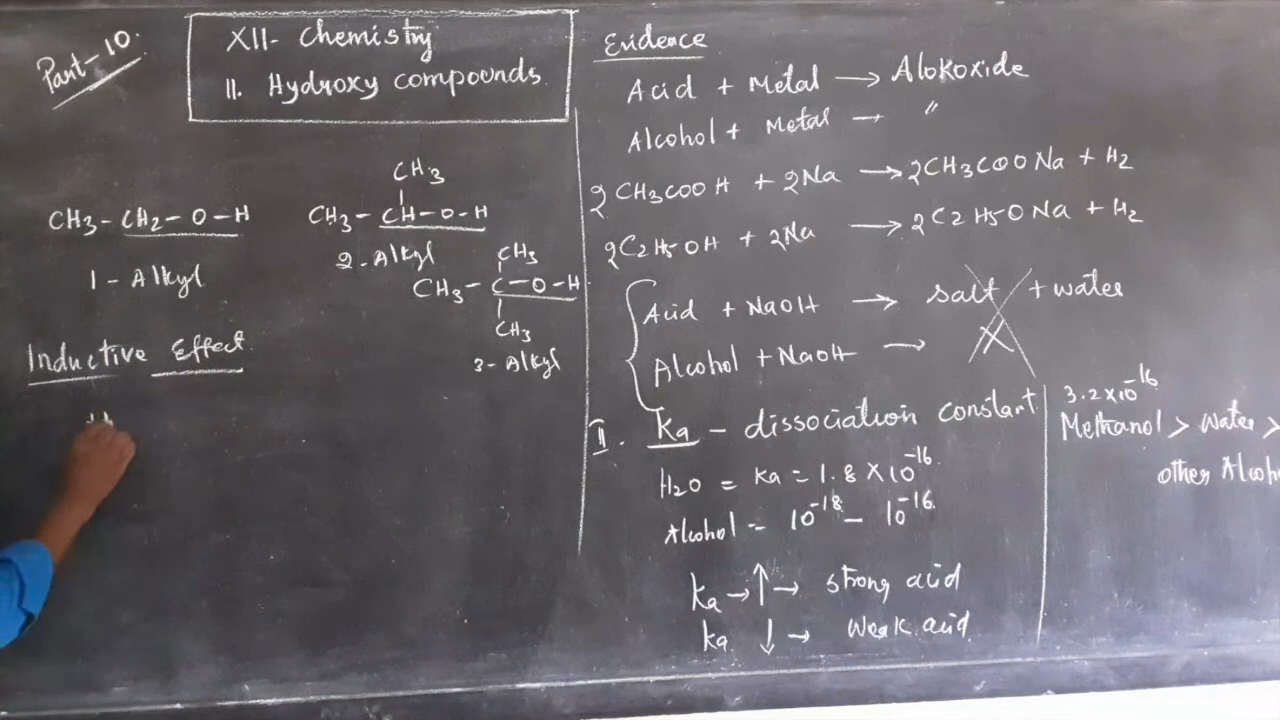 Part-10.
XII- Chemistry
11. Hydroxy compounds.
CH3-CH2-O-H
1-Alkyl
CH3
CH3-CH-O-H
2-Alkyl
CH3
CH3-C-O-H
CH3
3-Alkyl
Inductive Effect.
Evidence
Acid + Metal → Alokoxide
Alcohol + Metal → "
2CH3COOH + 2Na → 2CH3COONa + H2
2C2H5OH + 2Na → 2C2H5ONa + H2
Acid + NaOH → salt + water
Alcohol + NaOH → X
II. Ka - dissociation constant
H2O = Ka = 1.8 × 10^-16.
Alcohol = 10^-18 - 10^-16.
Ka → ↑ → strong acid
Ka ↓ → Weak acid.
3.2×10^-16
Methanol > Water >
other Alcoho